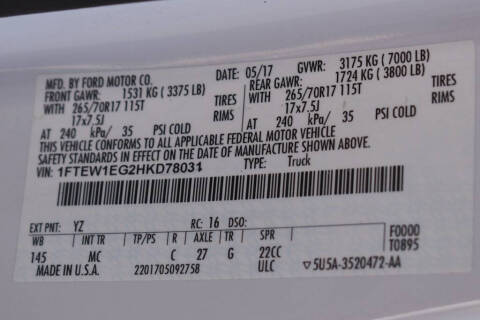 MFD. BY FORD MOTOR CO.
DATE: 05/17 GVWR: 3175 KG (7000 LB)
FRONT GAWR: 1531 KG (3375 LB) REAR GAWR: 1724 KG (3800 LB)
WITH 265/70R17 115T TIRES WITH 265/70R17 115T TIRES
17x7.5J RIMS 17x7.5J RIMS
AT 240 kPa/ 35 PSI COLD AT 240 kPa/ 35 PSI COLD
THIS VEHICLE CONFORMS TO ALL APPLICABLE FEDERAL MOTOR VEHICLE
SAFETY STANDARDS IN EFFECT ON THE DATE OF MANUFACTURE SHOWN ABOVE.
VIN: 1FTEW1EG2HKD78031 TYPE: Truck
EXT PNT: YZ RC: 16 DSO: F0000
WB INT TR TP/PS R AXLE TR SPR T0895
145 MC C 27 G 22CC
MADE IN U.S.A. 2201705092758 ULC ▽5U5A-3520472-AA